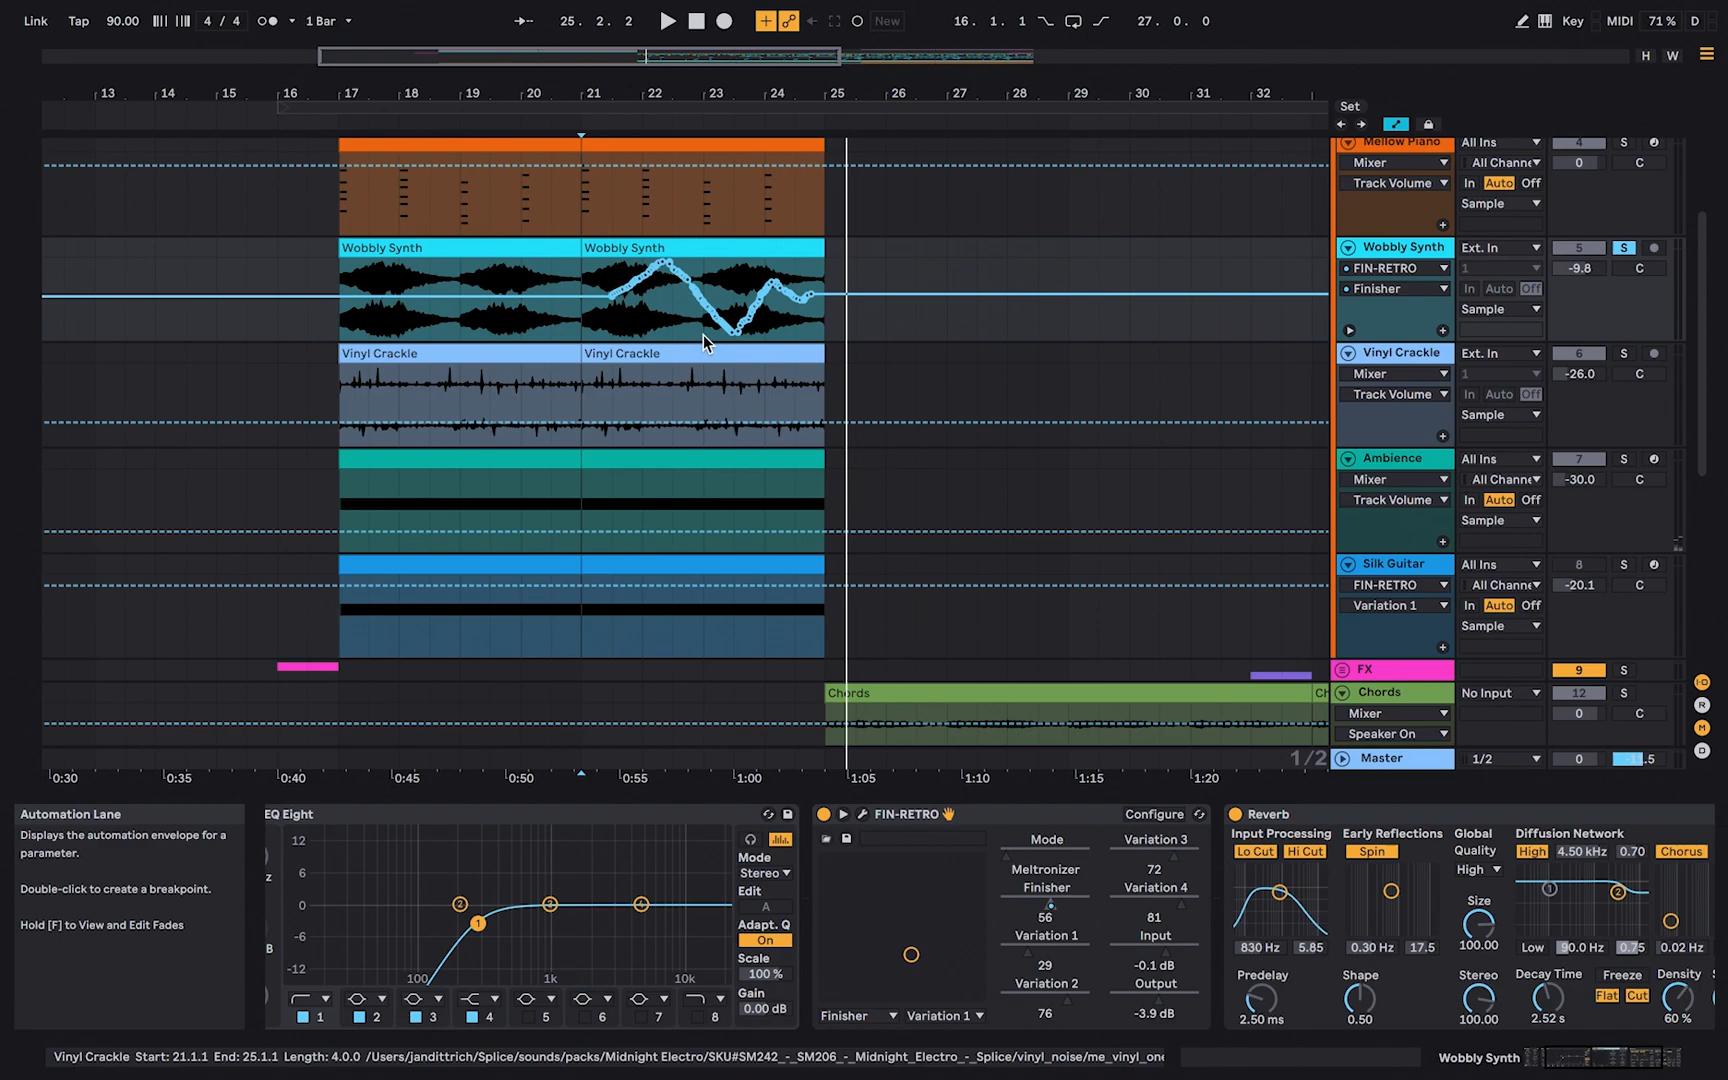 Link Tap 90.00 4 / 4 1 Bar 25. 2. 2 New 16. 1. 1 27. 0. 0 Key MIDI 71 % D
H W
13 14 15 16 17 18 19 20 21 22 23 24 25 26 27 28 29 30 31 32
Set
Mellow Piano All Ins 4 S
Mixer All Channe 0 C
Track Volume In Auto Off
Sample
Wobbly Synth Wobbly Synth Wobbly Synth Ext. In 5 S
FIN-RETRO 1 -9.8 C
Finisher In Auto Off
Sample
Vinyl Crackle Vinyl Crackle Vinyl Crackle Ext. In 6 S
Mixer 1 -26.0 C
Track Volume In Auto Off
Sample
Ambience All Ins 7 S
Mixer All Channe -30.0 C
Track Volume In Auto Off
Sample
Silk Guitar All Ins 8 S
FIN-RETRO All Channe -20.1 C
Variation 1 In Auto Off
Sample
FX 9 S
Chords Ch Chords No Input 12 S
Mixer 0 C
Speaker On
1/2 Master 1/2 0
R
M
D
0:30 0:35 0:40 0:45 0:50 0:55 1:00 1:05 1:10 1:15 1:20
Automation Lane
Displays the automation envelope for a
parameter.
Double-click to create a breakpoint.
Hold [F] to View and Edit Fades
EQ Eight
12
6
0
-6
-12
100 1k 10k
1 2 3 4 5 6 7 8
Mode
Stereo
Edit
A
Adapt. Q
On
Scale
100 %
Gain
0.00 dB
FIN-RETRO Configure
Mode Variation 3
Meltronizer 72
Finisher Variation 4
56 81
Variation 1 Input
29 -0.1 dB
Variation 2 Output
76 -3.9 dB
Finisher Variation 1
Reverb
Input Processing Early Reflections Global Diffusion Network
Lo Cut Hi Cut Spin Quality High 4.50 kHz 0.70 Chorus
High
Size
100.00
830 Hz 5.85 0.30 Hz 17.5 Low 90.0 Hz 0.75 0.02 Hz
Predelay Shape Stereo Decay Time Freeze Density
Flat Cut
2.50 ms 0.50 100.00 2.52 s 60 %
Vinyl Crackle Start: 21.1.1 End: 25.1.1 Length: 4.0.0 /Users/jandittrich/Splice/sounds/packs/Midnight Electro/SKU#SM242_-_SM206_-_Midnight_Electro_-_Splice/vinyl_noise/me_vinyl_one
Wobbly Synth